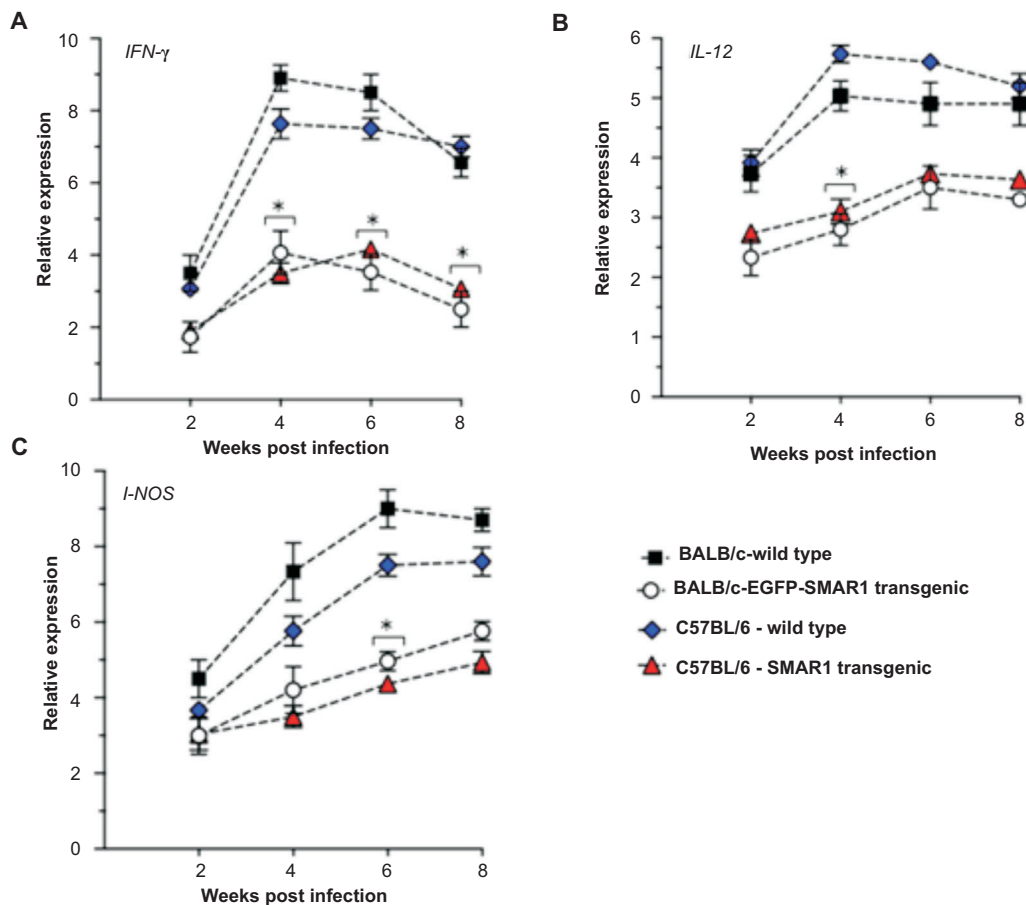 A
IFN-γ
10
8
6
4
2
0
Relative expression
*
*
*
2 4 6 8
Weeks post infection
B
IL-12
6
5
4
3
2
1
0
Relative expression
*
2 4 6 8
Weeks post infection
C
I-NOS
10
8
6
4
2
0
Relative expression
*
2 4 6 8
Weeks post infection
BALB/c-wild type
BALB/c-EGFP-SMAR1 transgenic
C57BL/6 - wild type
C57BL/6 - SMAR1 transgenic